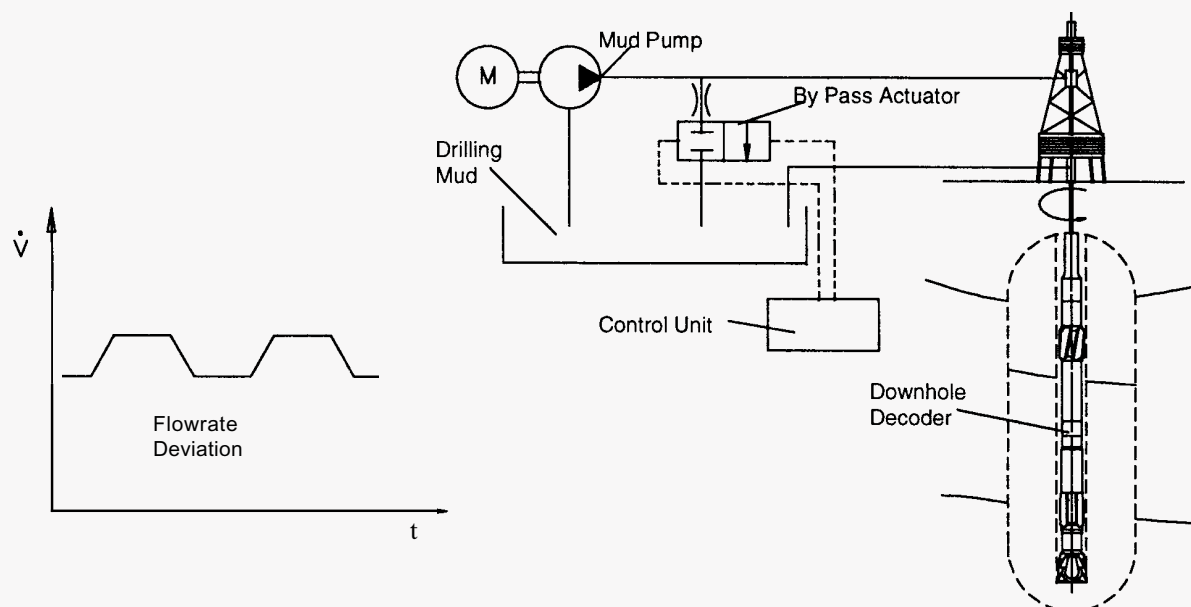 Mud Pump
M
By Pass Actuator
Drilling
Mud
V̇
Control Unit
Downhole
Decoder
Flowrate
Deviation
t